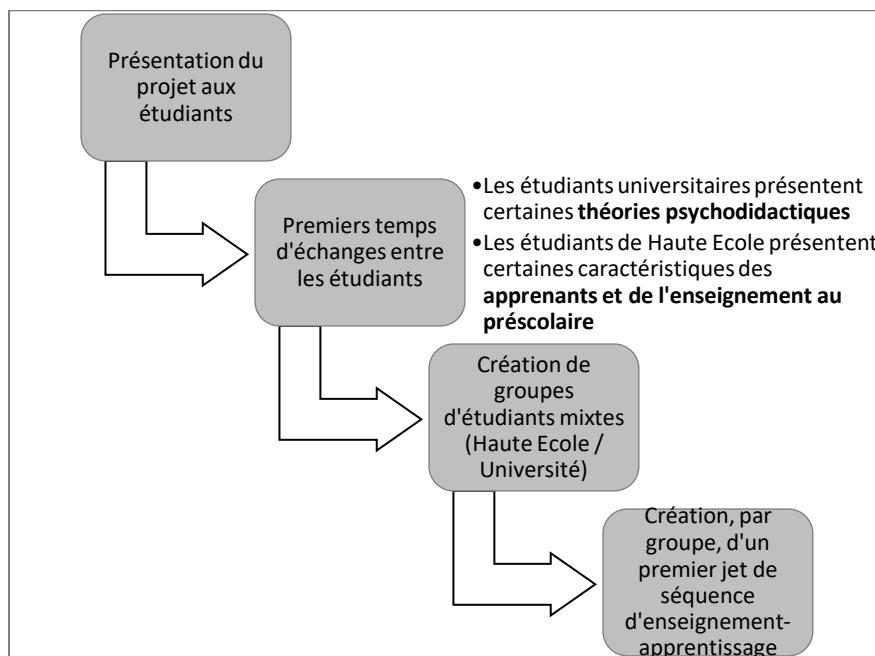 Présentation du
projet aux
étudiants
Premiers temps
d'échanges entre
les étudiants
•Les étudiants universitaires présentent
certaines théories psychodidactiques
•Les étudiants de Haute Ecole présentent
certaines caractéristiques des
apprenants et de l'enseignement au
préscolaire
Création de
groupes
d'étudiants mixtes
(Haute Ecole /
Université)
Création, par
groupe, d'un
premier jet de
séquence
d'enseignement-
apprentissage